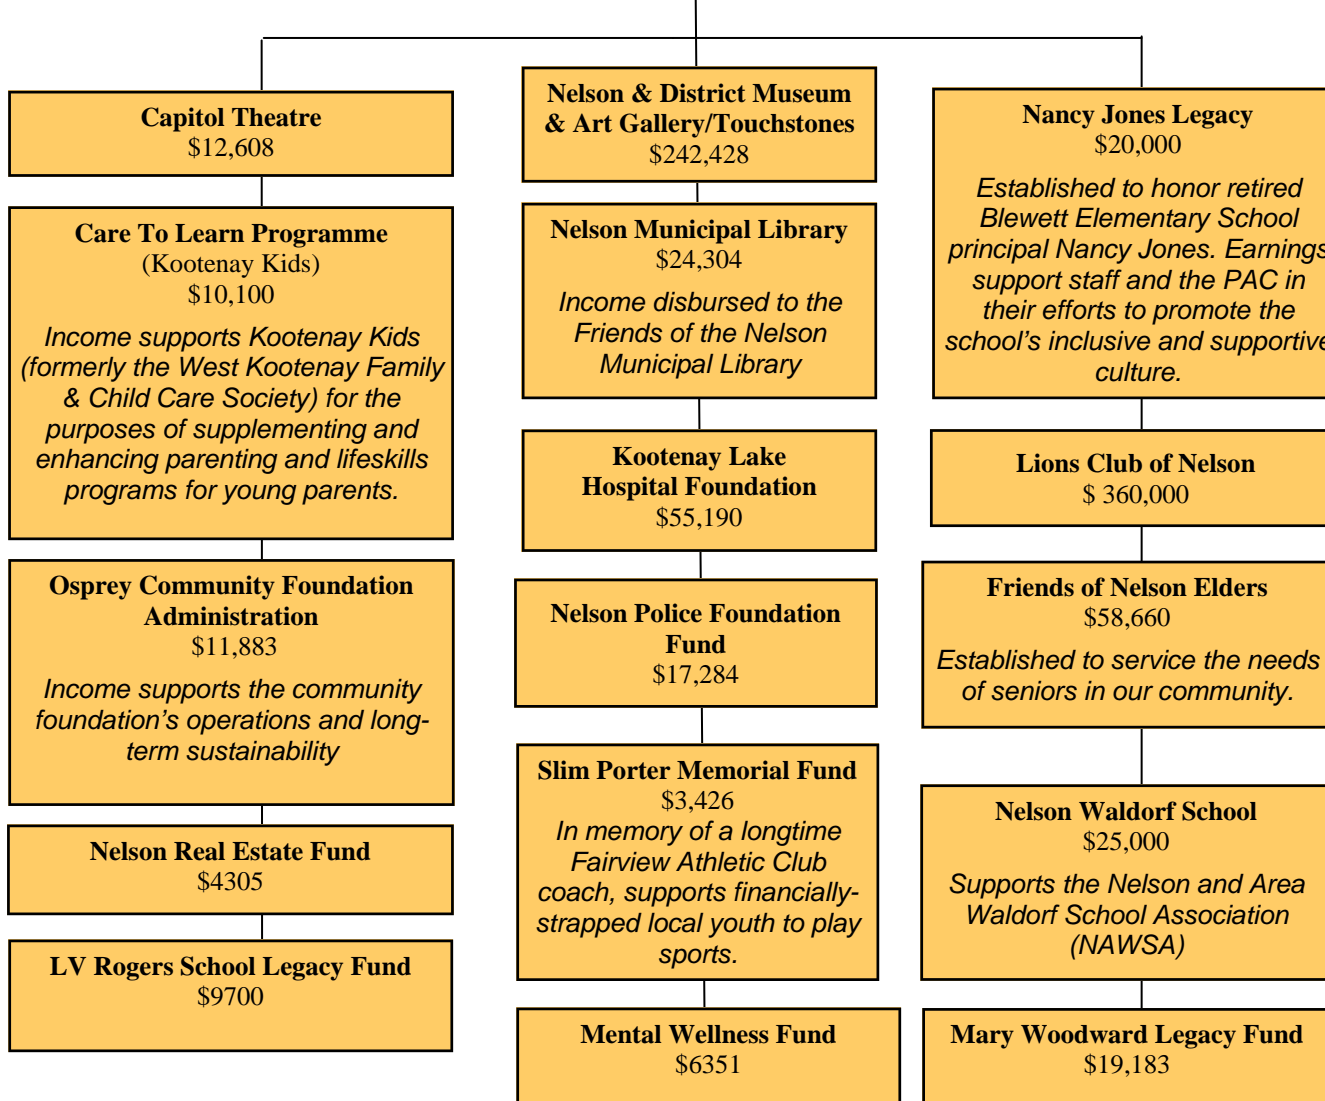 Capitol Theatre
$12,608
Care To Learn Programme
(Kootenay Kids)
$10,100
Income supports Kootenay Kids
(formerly the West Kootenay Family
& Child Care Society) for the
purposes of supplementing and
enhancing parenting and lifeskills
programs for young parents.
Osprey Community Foundation
Administration
$11,883
Income supports the community
foundation's operations and long-
term sustainability
Nelson Real Estate Fund
$4305
LV Rogers School Legacy Fund
$9700
Nelson & District Museum
& Art Gallery/Touchstones
$242,428
Nelson Municipal Library
$24,304
Income disbursed to the
Friends of the Nelson
Municipal Library
Kootenay Lake
Hospital Foundation
$55,190
Nelson Police Foundation
Fund
$17,284
Slim Porter Memorial Fund
$3,426
In memory of a longtime
Fairview Athletic Club
coach, supports financially-
strapped local youth to play
sports.
Mental Wellness Fund
$6351
Nancy Jones Legacy
$20,000
Established to honor retired
Blewett Elementary School
principal Nancy Jones. Earnings
support staff and the PAC in
their efforts to promote the
school's inclusive and supportive
culture.
Lions Club of Nelson
$ 360,000
Friends of Nelson Elders
$58,660
Established to service the needs
of seniors in our community.
Nelson Waldorf School
$25,000
Supports the Nelson and Area
Waldorf School Association
(NAWSA)
Mary Woodward Legacy Fund
$19,183